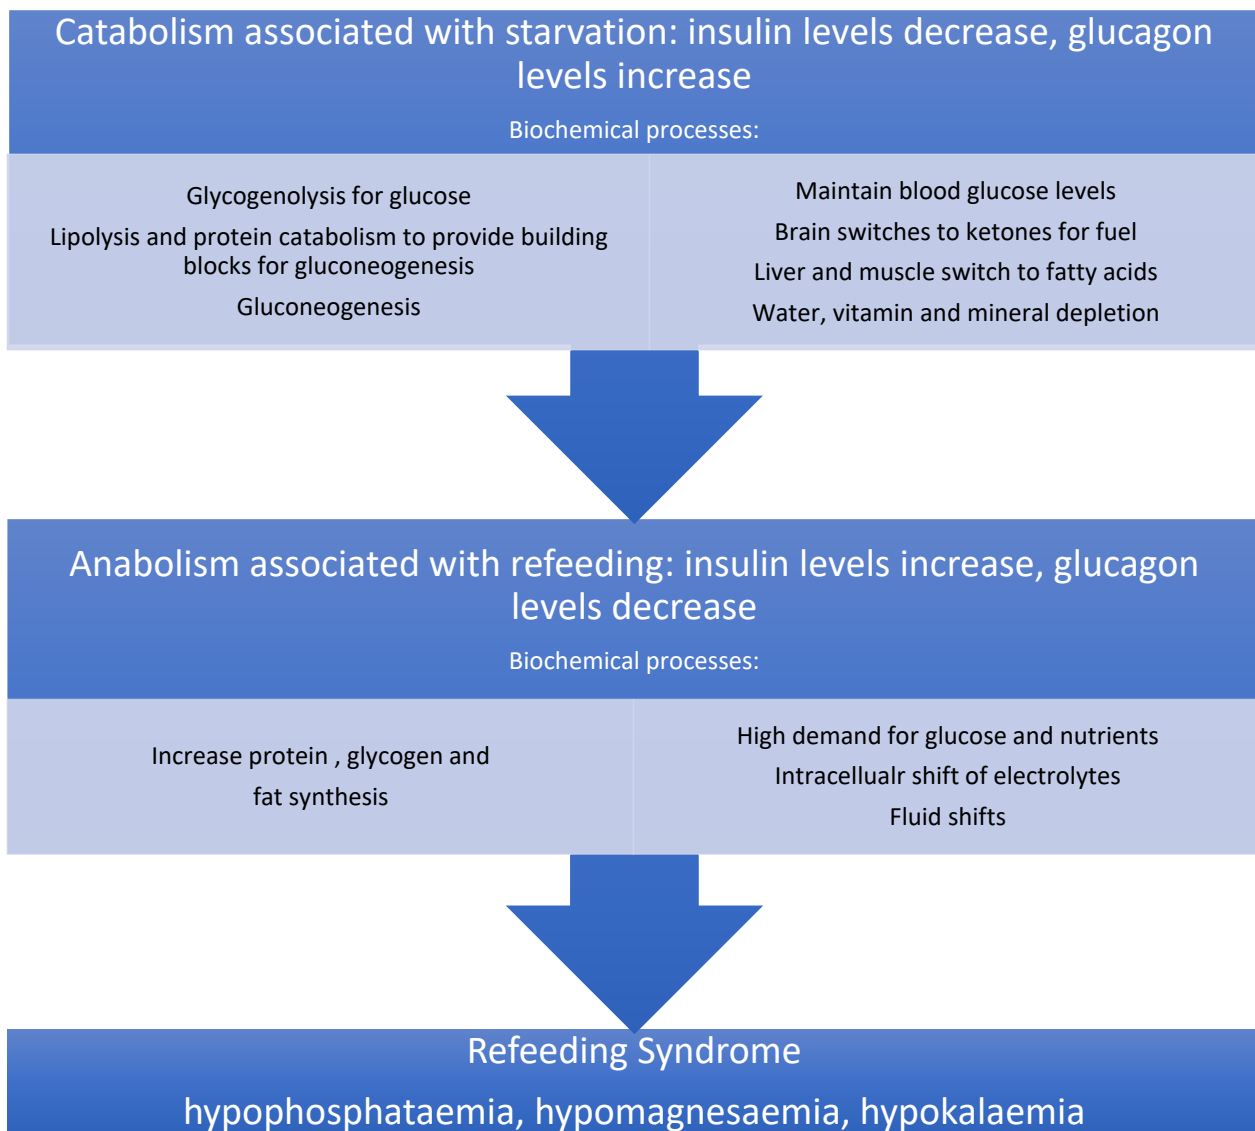 Catabolism associated with starvation: insulin levels decrease, glucagon
levels increase
Biochemical processes:
Glycogenolysis for glucose
Lipolysis and protein catabolism to provide building
blocks for gluconeogenesis
Gluconeogenesis
Maintain blood glucose levels
Brain switches to ketones for fuel
Liver and muscle switch to fatty acids
Water, vitamin and mineral depletion
Anabolism associated with refeeding: insulin levels increase, glucagon
levels decrease
Biochemical processes:
Increase protein , glycogen and
fat synthesis
High demand for glucose and nutrients
Intracellualr shift of electrolytes
Fluid shifts
Refeeding Syndrome
hypophosphataemia, hypomagnesaemia, hypokalaemia